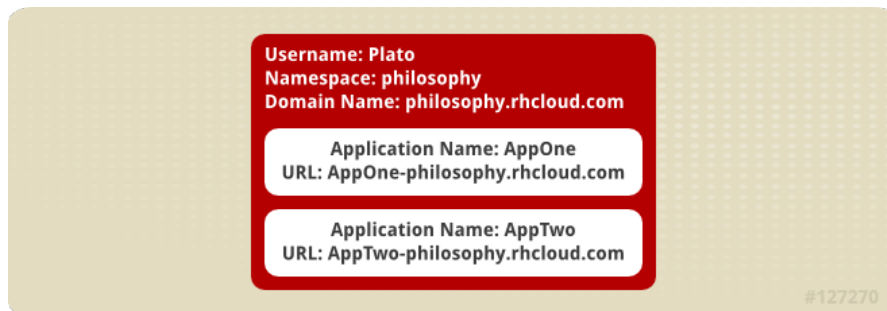 Username: Plato
Namespace: philosophy
Domain Name: philosophy.rhcloud.com
Application Name: AppOne
URL: AppOne-philosophy.rhcloud.com
Application Name: AppTwo
URL: AppTwo-philosophy.rhcloud.com
#127270